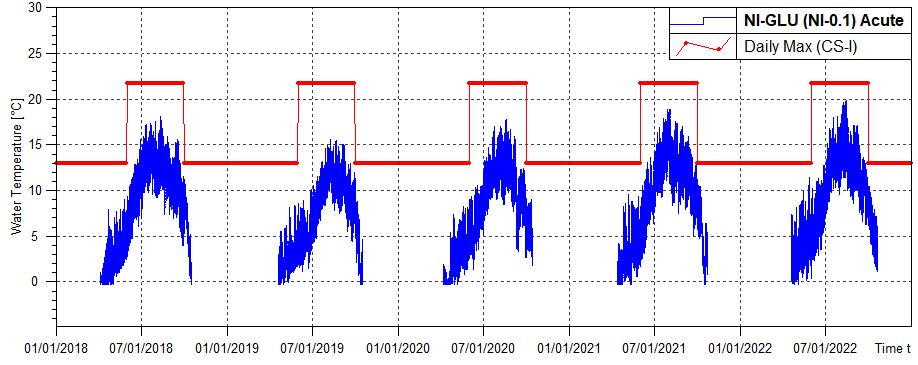 30
NI-GLU (NI-0.1) Acute
Daily Max (CS-I)
25
20
15
10
5
0
Water Temperature [°C]
01/01/2018 07/01/2018 01/01/2019 07/01/2019 01/01/2020 07/01/2020 01/01/2021 07/01/2021 01/01/2022 07/01/2022 Time t